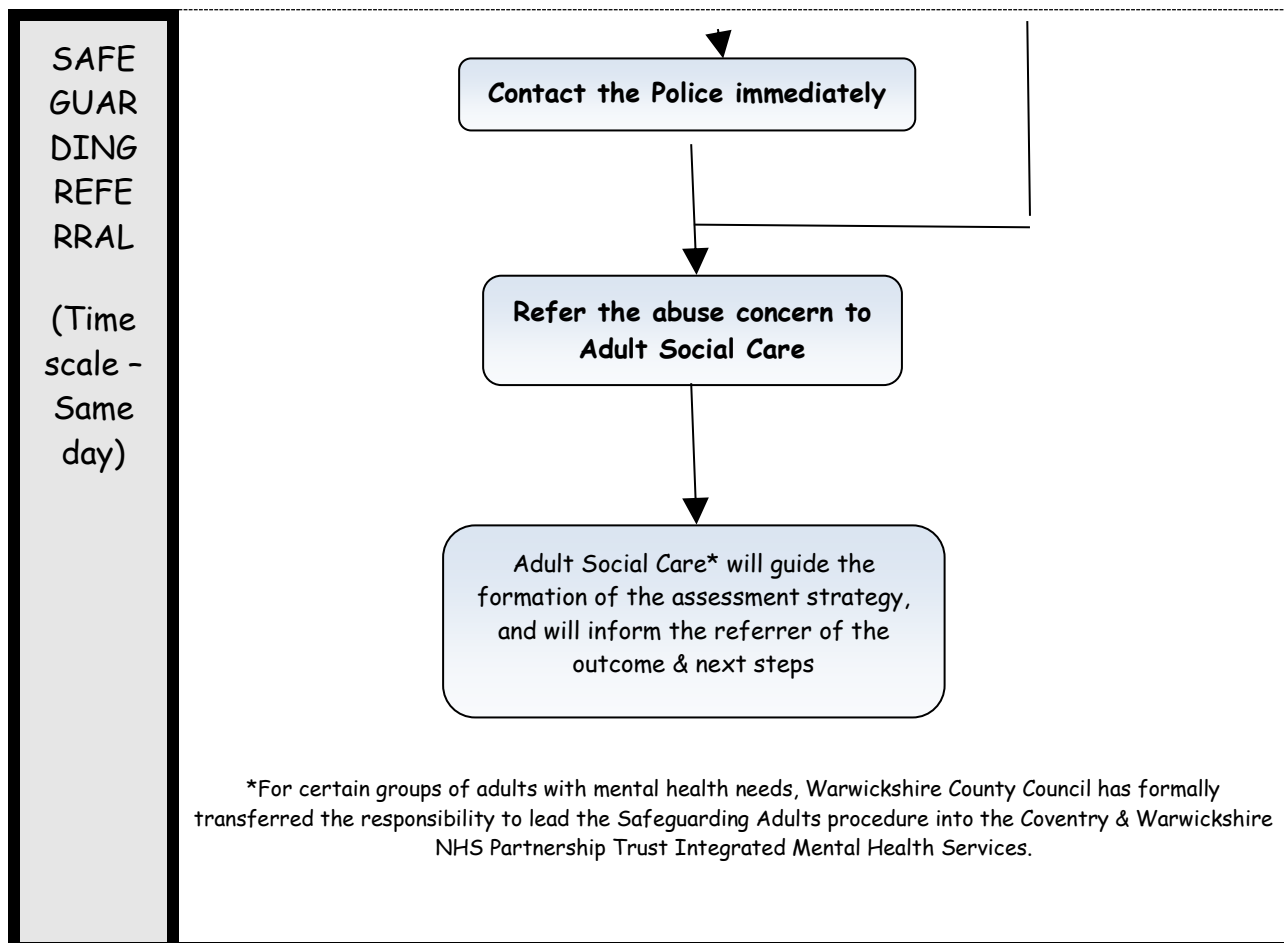 SAFE
GUAR
DING
REFE
RRAL
(Time
scale –
Same
day)
Contact the Police immediately
Refer the abuse concern to
Adult Social Care
Adult Social Care* will guide the
formation of the assessment strategy,
and will inform the referrer of the
outcome & next steps
*For certain groups of adults with mental health needs, Warwickshire County Council has formally
transferred the responsibility to lead the Safeguarding Adults procedure into the Coventry & Warwickshire
NHS Partnership Trust Integrated Mental Health Services.